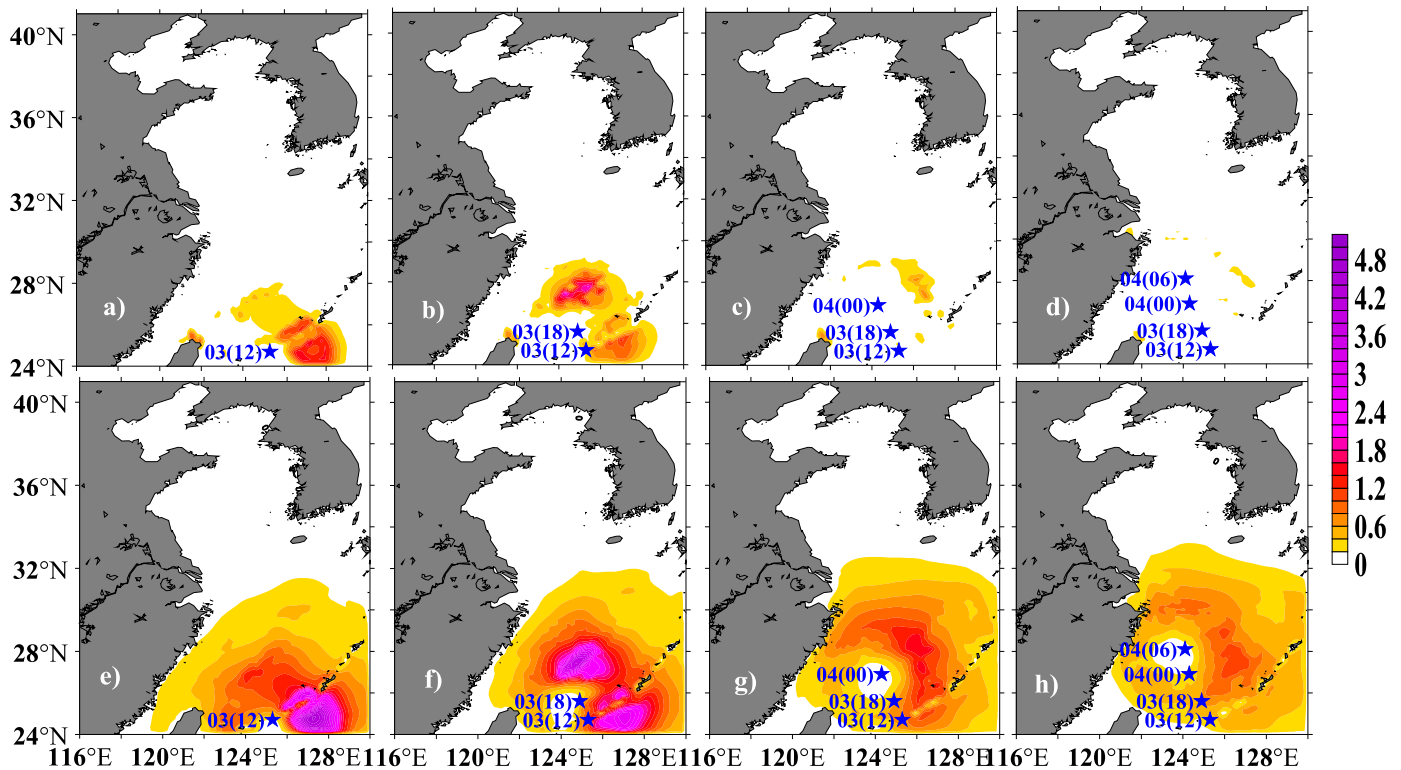 40°N
36°N
32°N
28°N
24°N
a)
03(12)
b)
03(18)
03(12)
c)
04(00)
03(18)
03(12)
d)
04(06)
04(00)
03(18)
03(12)
40°N
36°N
32°N
28°N
24°N
e)
03(12)
f)
03(18)
03(12)
g)
04(00)
03(18)
03(12)
h)
04(06)
04(00)
03(18)
03(12)
116°E 120°E 124°E 128°E
116°E 120°E 124°E 128°E
116°E 120°E 124°E 128°E
116°E 120°E 124°E 128°E
4.8
4.2
3.6
3
2.4
1.8
1.2
0.6
0